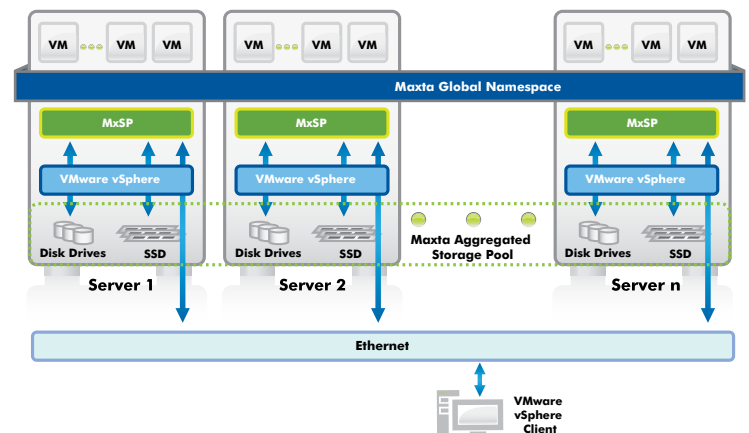 VM VM VM VM VM VM VM VM VM
Maxta Global Namespace
MxSP MxSP MxSP
VMware vSphere VMware vSphere VMware vSphere
Disk Drives SSD Disk Drives SSD Maxta Aggregated Storage Pool Disk Drives SSD
Server 1 Server 2 Server n
Ethernet
VMware
vSphere
Client